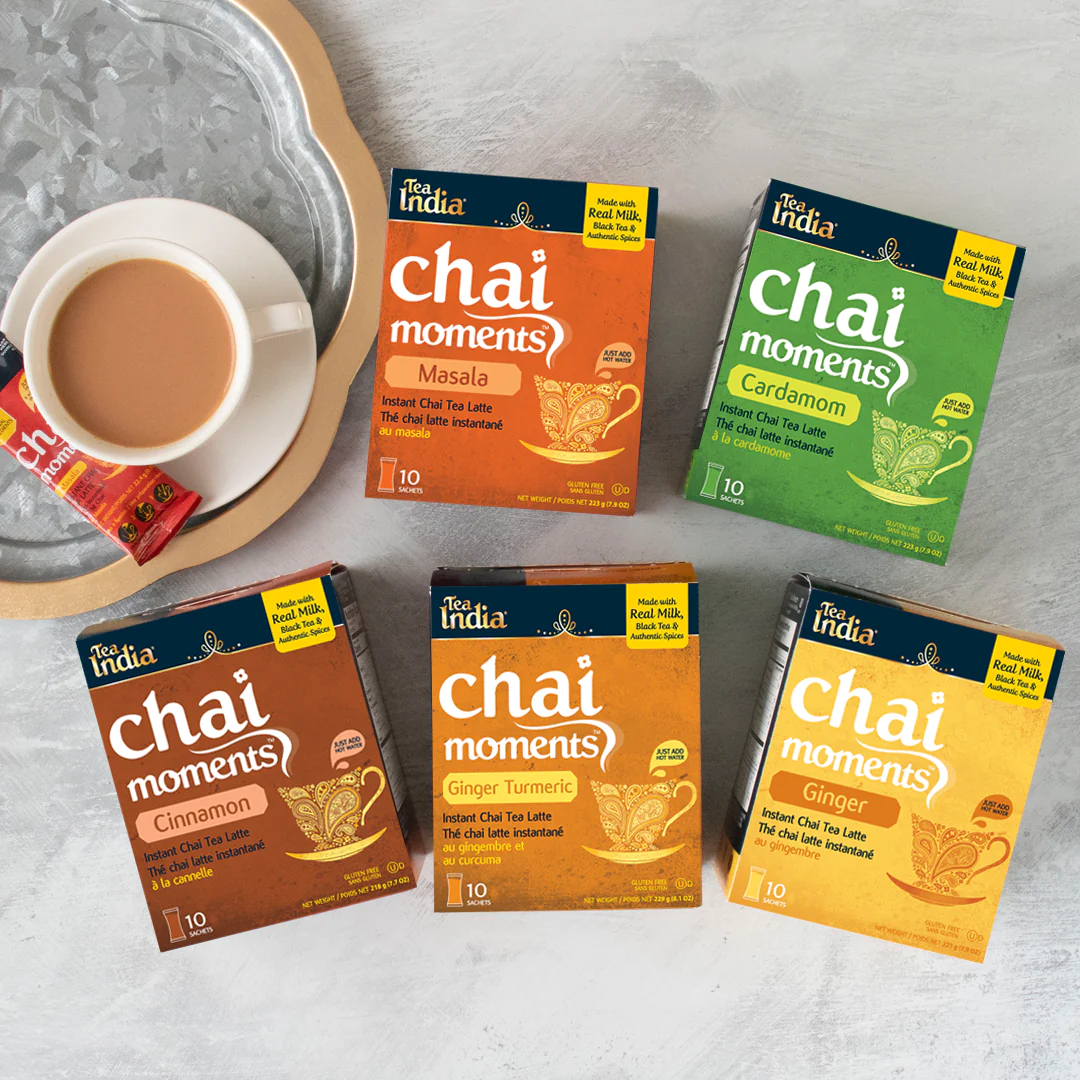 Tea
India®
Made with
Real Milk,
Black Tea &
Authentic Spices
chai
moments™
Masala
JUST ADD
HOT WATER
Instant Chai Tea Latte
Thé chai latte instantané
au masala
10
SACHETS
GLUTEN FREE
SANS GLUTEN
U D
NET WEIGHT / POIDS NET 223 g (7.9 OZ)
Tea
India®
Made with
Real Milk,
Black Tea &
Authentic Spices
chai
moments™
Cardamom
JUST ADD
HOT WATER
Instant Chai Tea Latte
Thé chai latte instantané
à la cardamome
10
SACHETS
GLUTEN FREE
SANS GLUTEN
U D
NET WEIGHT / POIDS NET 223 g (7.9 OZ)
ch
mom
Masala
Tea
India®
Made with
Real Milk,
Black Tea &
Authentic Spices
chai
moments™
Cinnamon
JUST ADD
HOT WATER
Instant Chai Tea Latte
Thé chai latte instantané
à la cannelle
10
SACHETS
GLUTEN FREE
SANS GLUTEN
U D
NET WEIGHT / POIDS NET 218 g (7.7 OZ)
Tea
India®
Made with
Real Milk,
Black Tea &
Authentic Spices
chai
moments™
Ginger Turmeric
JUST ADD
HOT WATER
Instant Chai Tea Latte
Thé chai latte instantané
au gingembre et
au curcuma
10
SACHETS
GLUTEN FREE
SANS GLUTEN
U D
NET WEIGHT / POIDS NET 229 g (8.1 OZ)
Tea
India®
Made with
Real Milk,
Black Tea &
Authentic Spices
chai
moments™
Ginger
JUST ADD
HOT WATER
Instant Chai Tea Latte
Thé chai latte instantané
au gingembre
10
SACHETS
GLUTEN FREE
SANS GLUTEN
U D
NET WEIGHT / POIDS NET 223 g (7.9 OZ)